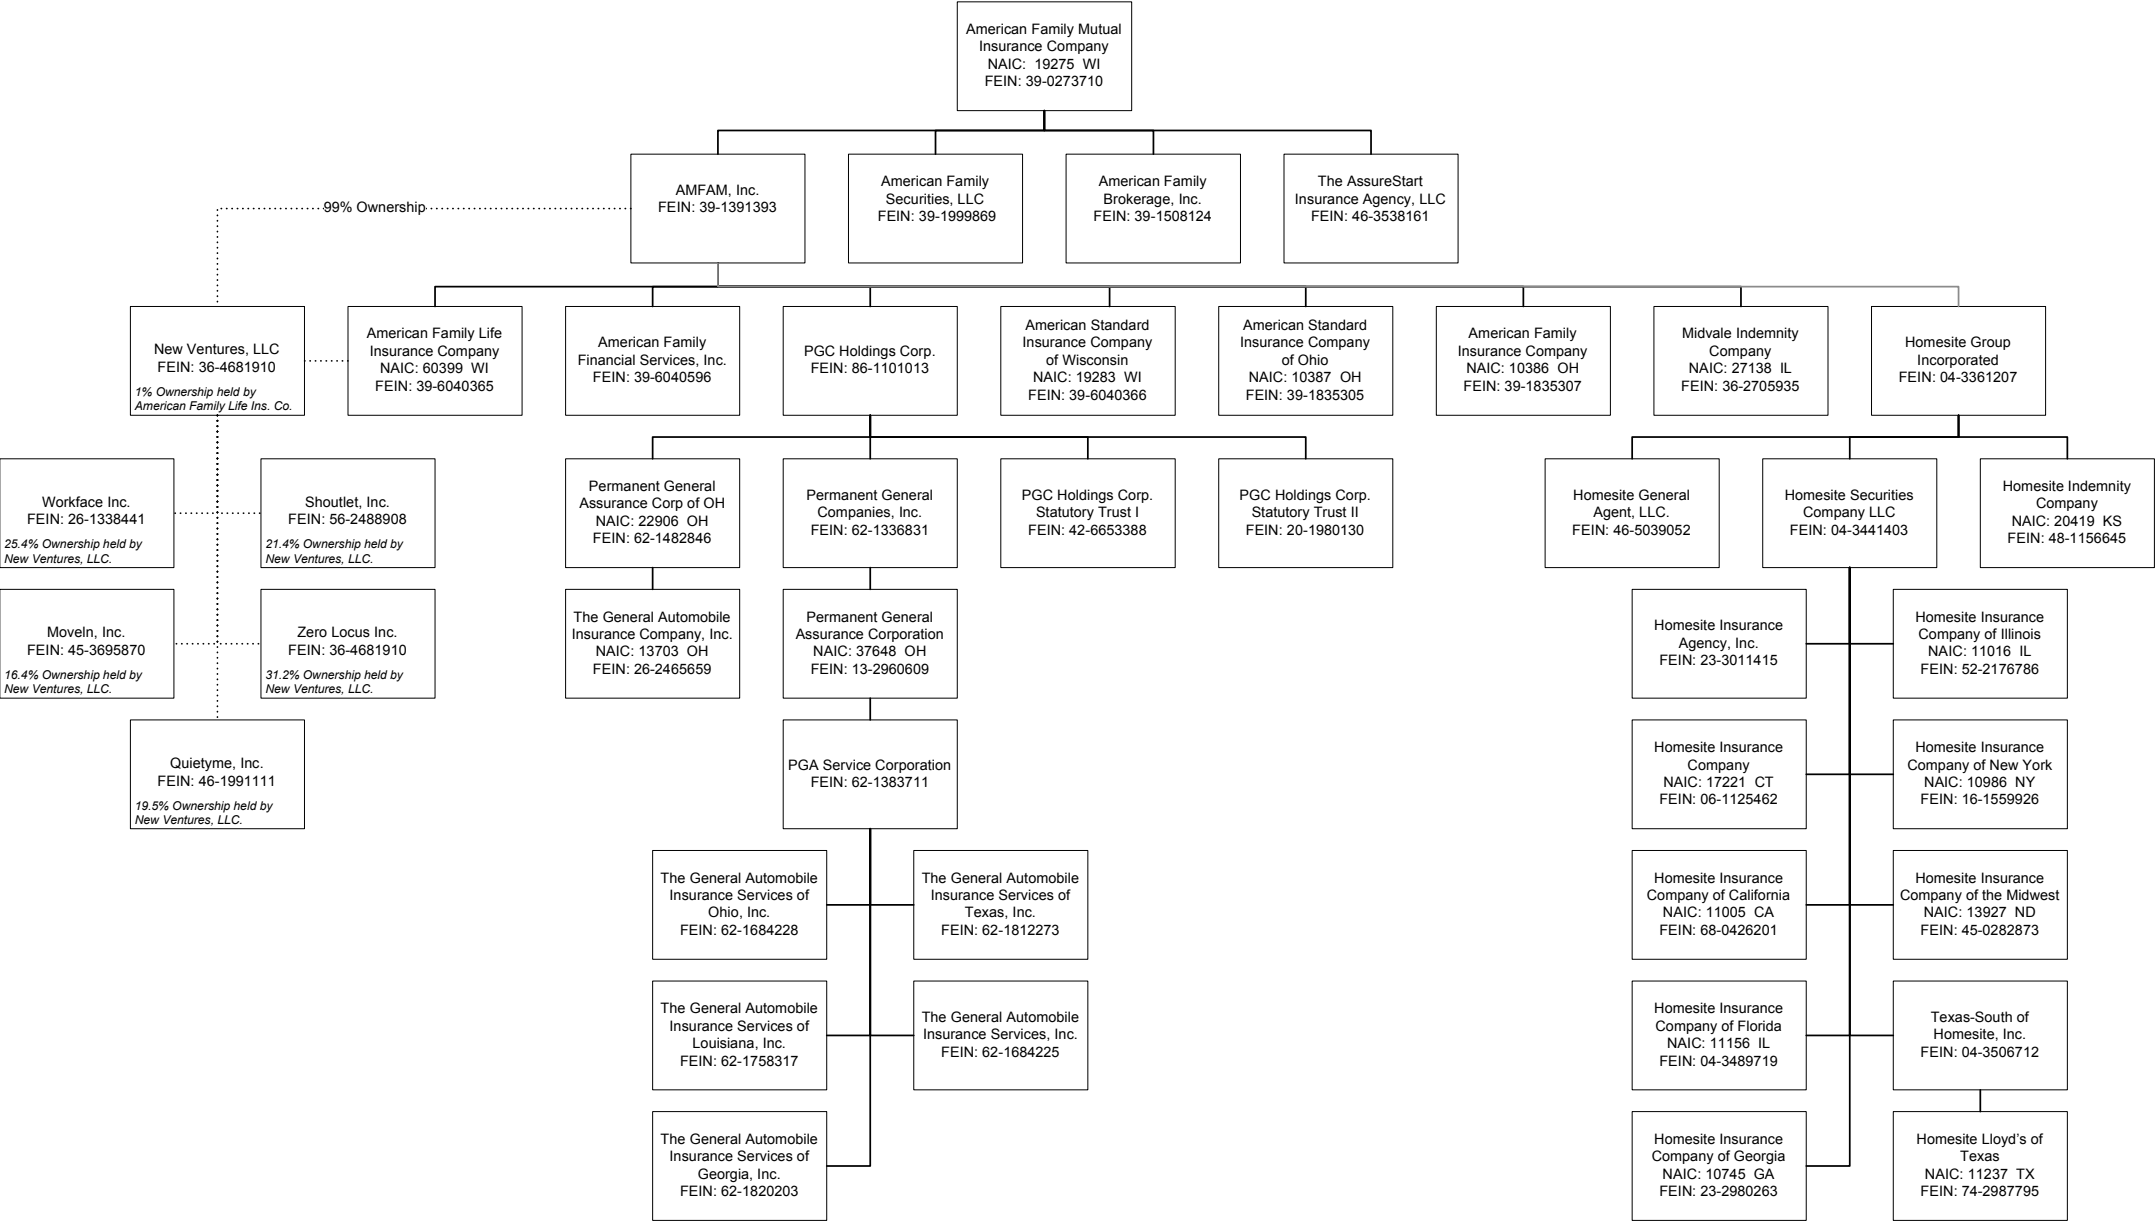 American Family Mutual
Insurance Company
NAIC: 19275 WI
FEIN: 39-0273710
AMFAM, Inc.
FEIN: 39-1391393
American Family
Securities, LLC
FEIN: 39-1999869
American Family
Brokerage, Inc.
FEIN: 39-1508124
The AssureStart
Insurance Agency, LLC
FEIN: 46-3538161
99% Ownership
New Ventures, LLC
FEIN: 36-4681910
1% Ownership held by
American Family Life Ins. Co.
American Family Life
Insurance Company
NAIC: 60399 WI
FEIN: 39-6040365
American Family
Financial Services, Inc.
FEIN: 39-6040596
PGC Holdings Corp.
FEIN: 86-1101013
American Standard
Insurance Company
of Wisconsin
NAIC: 19283 WI
FEIN: 39-6040366
American Standard
Insurance Company
of Ohio
NAIC: 10387 OH
FEIN: 39-1835305
American Family
Insurance Company
NAIC: 10386 OH
FEIN: 39-1835307
Midvale Indemnity
Company
NAIC: 27138 IL
FEIN: 36-2705935
Homesite Group
Incorporated
FEIN: 04-3361207
Workface Inc.
FEIN: 26-1338441
25.4% Ownership held by
New Ventures, LLC.
Shoutlet, Inc.
FEIN: 56-2488908
21.4% Ownership held by
New Ventures, LLC.
Permanent General
Assurance Corp of OH
NAIC: 22906 OH
FEIN: 62-1482846
Permanent General
Companies, Inc.
FEIN: 62-1336831
PGC Holdings Corp.
Statutory Trust I
FEIN: 42-6653388
PGC Holdings Corp.
Statutory Trust II
FEIN: 20-1980130
Homesite General
Agent, LLC.
FEIN: 46-5039052
Homesite Securities
Company LLC
FEIN: 04-3441403
Homesite Indemnity
Company
NAIC: 20419 KS
FEIN: 48-1156645
MoveIn, Inc.
FEIN: 45-3695870
16.4% Ownership held by
New Ventures, LLC.
Zero Locus Inc.
FEIN: 36-4681910
31.2% Ownership held by
New Ventures, LLC.
The General Automobile
Insurance Company, Inc.
NAIC: 13703 OH
FEIN: 26-2465659
Permanent General
Assurance Corporation
NAIC: 37648 OH
FEIN: 13-2960609
Homesite Insurance
Agency, Inc.
FEIN: 23-3011415
Homesite Insurance
Company of Illinois
NAIC: 11016 IL
FEIN: 52-2176786
Quietyme, Inc.
FEIN: 46-1991111
19.5% Ownership held by
New Ventures, LLC.
PGA Service Corporation
FEIN: 62-1383711
Homesite Insurance
Company
NAIC: 17221 CT
FEIN: 06-1125462
Homesite Insurance
Company of New York
NAIC: 10986 NY
FEIN: 16-1559926
The General Automobile
Insurance Services of
Ohio, Inc.
FEIN: 62-1684228
The General Automobile
Insurance Services of
Texas, Inc.
FEIN: 62-1812273
Homesite Insurance
Company of California
NAIC: 11005 CA
FEIN: 68-0426201
Homesite Insurance
Company of the Midwest
NAIC: 13927 ND
FEIN: 45-0282873
The General Automobile
Insurance Services of
Louisiana, Inc.
FEIN: 62-1758317
The General Automobile
Insurance Services, Inc.
FEIN: 62-1684225
Homesite Insurance
Company of Florida
NAIC: 11156 IL
FEIN: 04-3489719
Texas-South of
Homesite, Inc.
FEIN: 04-3506712
The General Automobile
Insurance Services of
Georgia, Inc.
FEIN: 62-1820203
Homesite Insurance
Company of Georgia
NAIC: 10745 GA
FEIN: 23-2980263
Homesite Lloyd's of
Texas
NAIC: 11237 TX
FEIN: 74-2987795